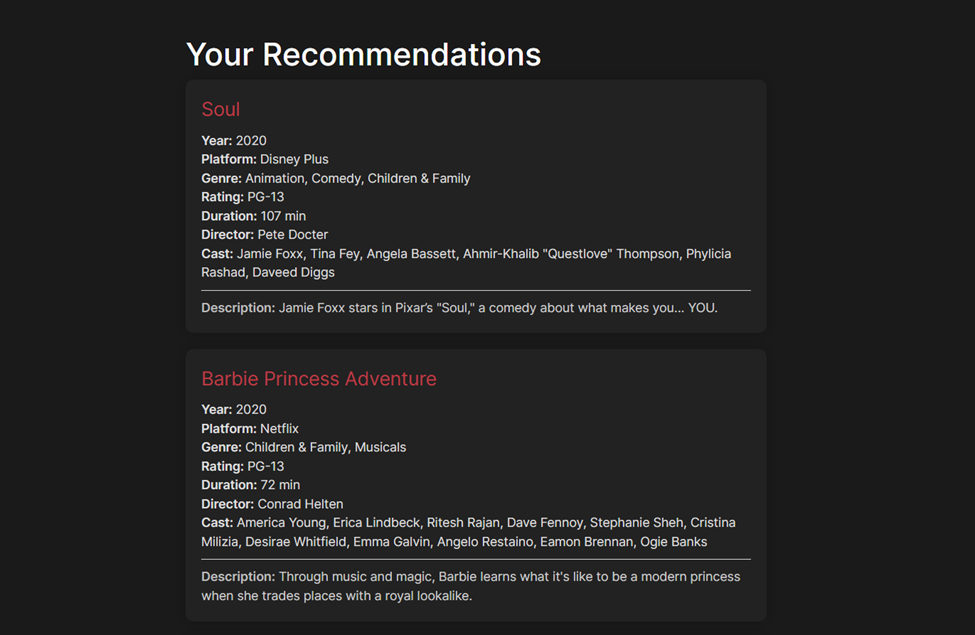 Your Recommendations
Soul
Year: 2020
Platform: Disney Plus
Genre: Animation, Comedy, Children & Family
Rating: PG-13
Duration: 107 min
Director: Pete Docter
Cast: Jamie Foxx, Tina Fey, Angela Bassett, Ahmir-Khalib "Questlove" Thompson, Phylicia
Rashad, Daveed Diggs
Description: Jamie Foxx stars in Pixar’s "Soul," a comedy about what makes you... YOU.
Barbie Princess Adventure
Year: 2020
Platform: Netflix
Genre: Children & Family, Musicals
Rating: PG-13
Duration: 72 min
Director: Conrad Helten
Cast: America Young, Erica Lindbeck, Ritesh Rajan, Dave Fennoy, Stephanie Sheh, Cristina
Milizia, Desirae Whitfield, Emma Galvin, Angelo Restaino, Eamon Brennan, Ogie Banks
Description: Through music and magic, Barbie learns what it's like to be a modern princess
when she trades places with a royal lookalike.